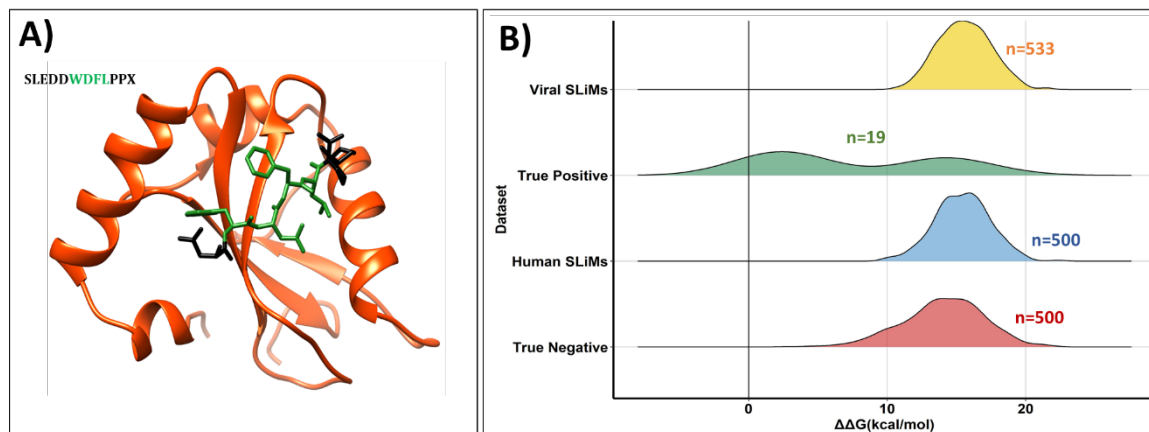 A)
SLEDDWDFLPPX
B)
n=533
Viral SLiMs
n=19
True Positive
Dataset
n=500
Human SLiMs
n=500
True Negative
0
10
20
ΔΔG(kcal/mol)